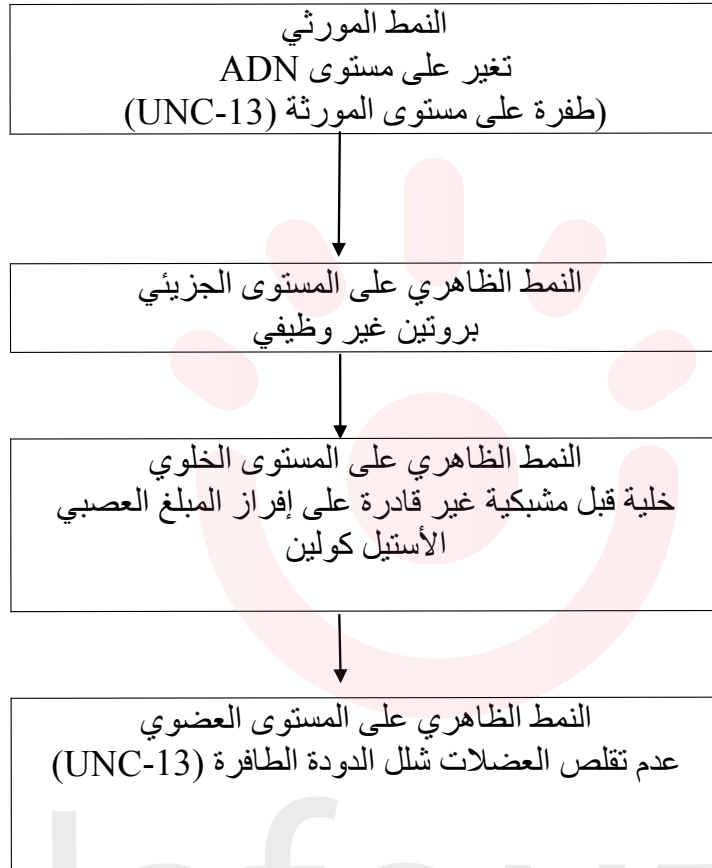 النمط المورثي
تغير على مستوى ADN
(طفرة على مستوى المورثة (UNC-13)
النمط الظاهري على المستوى الجزيئي
بروتين غير وظيفي
النمط الظاهري على المستوى الخلوي
خلية قبل مشبكية غير قادرة على إفراز المبلغ العصبي
الأستيل كولين
النمط الظاهري على المستوى العضوي
عدم تقلص العضلات شلل الدودة الطافرة (UNC-13)